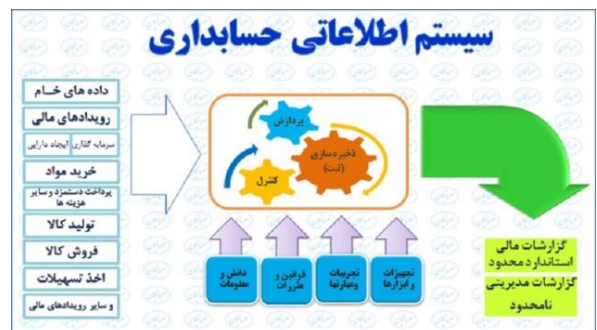 سیستم اطلاعاتی حسابداری
داده های خام
رویدادهای مالی
سرمایه گذاری ایجاد دارایی
خرید مواد
پرداخت دستمزد و سایر
هزینه ها
تولید کالا
فروش کالا
اخذ تسهیلات
و سایر رویدادهای مالی
پردازش
ذخیره سازی
(ثبت)
کنترل
تجهیزات
و ابزارها
تجربیات
ومهارتها
قوانین و
مقررات
دانش و
معلومات
گزارشات مالی
استاندارد محدود
گزارشات مدیریتی
نامحدود